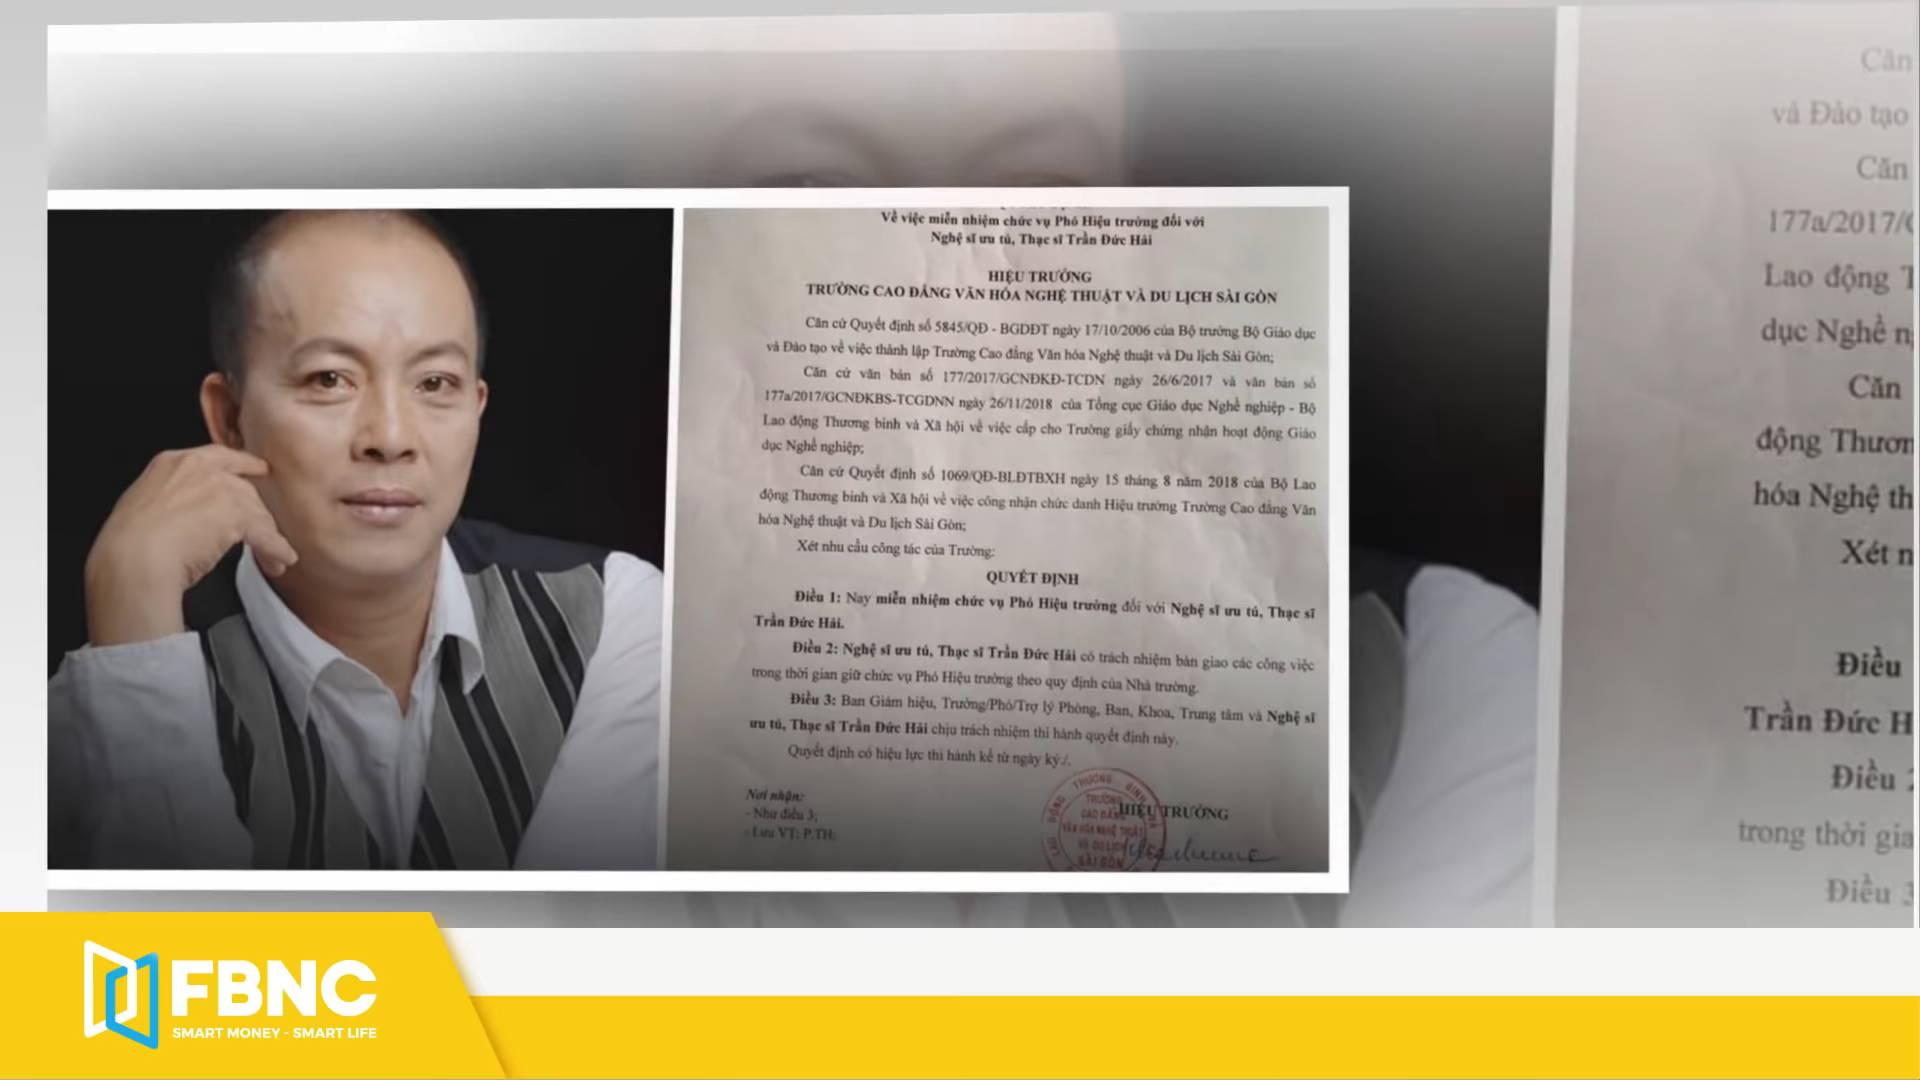 Về việc miễn nhiệm chức vụ Phó Hiệu trưởng đối với
Nghệ sĩ ưu tú, Thạc sĩ Trần Đức Hải
HIỆU TRƯỞNG
TRƯỜNG CAO ĐẲNG VĂN HÓA NGHỆ THUẬT VÀ DU LỊCH SÀI GÒN
Căn cứ Quyết định số 5845/QĐ - BGDĐT ngày 17/10/2006 của Bộ trưởng Bộ Giáo dục
và Đào tạo về việc thành lập Trường Cao đẳng Văn hóa Nghệ thuật và Du lịch Sài Gòn;
Căn cứ văn bản số 177/2017/GCNĐKĐ-TCDN ngày 26/6/2017 và văn bản số
177a/2017/GCNĐKBS-TCGDNN ngày 26/11/2018 của Tổng cục Giáo dục Nghề nghiệp - Bộ
Lao động Thương binh và Xã hội về việc cấp cho Trường giấy chứng nhận hoạt động Giáo
dục Nghề nghiệp;
Căn cứ Quyết định số 1069/QĐ-BLĐTBXH ngày 15 tháng 8 năm 2018 của Bộ Lao
động Thương binh và Xã hội về việc công nhận chức danh Hiệu trưởng Trường Cao đẳng Văn
hóa Nghệ thuật và Du lịch Sài Gòn;
Xét nhu cầu công tác của Trường:
QUYẾT ĐỊNH
Điều 1: Nay miễn nhiệm chức vụ Phó Hiệu trưởng đối với Nghệ sĩ ưu tú, Thạc sĩ
Trần Đức Hải.
Điều 2: Nghệ sĩ ưu tú, Thạc sĩ Trần Đức Hải có trách nhiệm bàn giao các công việc
trong thời gian giữ chức vụ Phó Hiệu trưởng theo quy định của Nhà trường.
Điều 3: Ban Giám hiệu, Trưởng/Phó/Trợ lý Phòng, Ban, Khoa, Trung tâm và Nghệ sĩ
ưu tú, Thạc sĩ Trần Đức Hải chịu trách nhiệm thi hành quyết định này.
Quyết định có hiệu lực thi hành kể từ ngày ký./.
Nơi nhận:
- Như điều 3;
- Lưu VT: P.TH;
HIỆU TRƯỞNG
TRƯỜNG
CAO ĐẲNG
VĂN HÓA NGHỆ THUẬT
VÀ DU LỊCH
SÀI GÒN
Căn
và Đào tạo
Căn
177a/2017/
Lao động
dục Nghề
Căn
động Thươn
hóa Nghệ th
Xét n
Điều
Trần Đức H
Điều 2
trong thời gia
Điều 3
FBNC
SMART MONEY - SMART LIFE